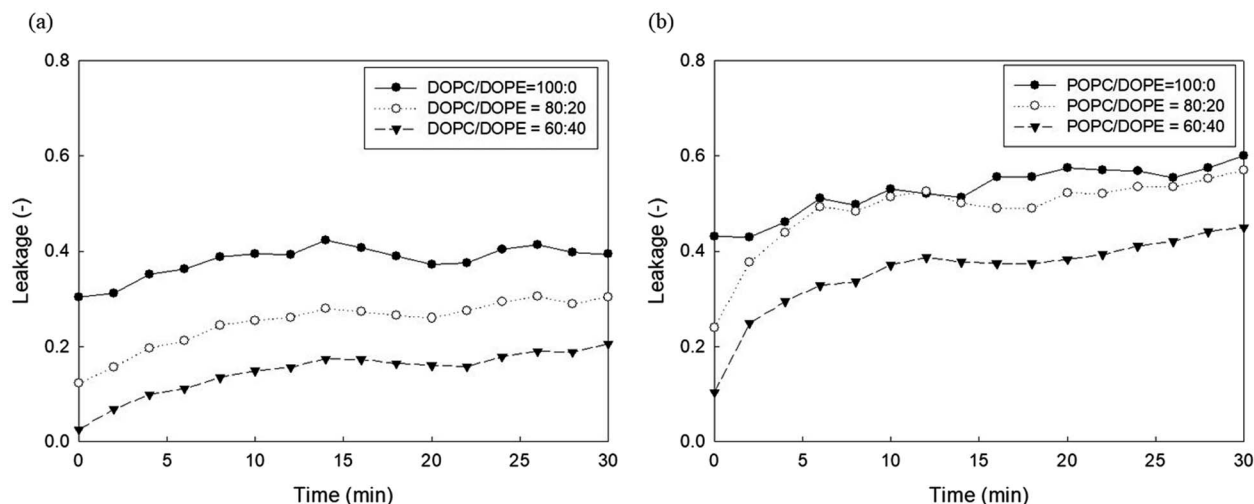 (a)
0.8
0.6
0.4
0.2
0.0
Leakage (-)
DOPC/DOPE=100:0
DOPC/DOPE = 80:20
DOPC/DOPE = 60:40
0 5 10 15 20 25 30
Time (min)
(b)
0.8
0.6
0.4
0.2
0.0
Leakage (-)
POPC/DOPE=100:0
POPC/DOPE = 80:20
POPC/DOPE = 60:40
0 5 10 15 20 25 30
Time (min)